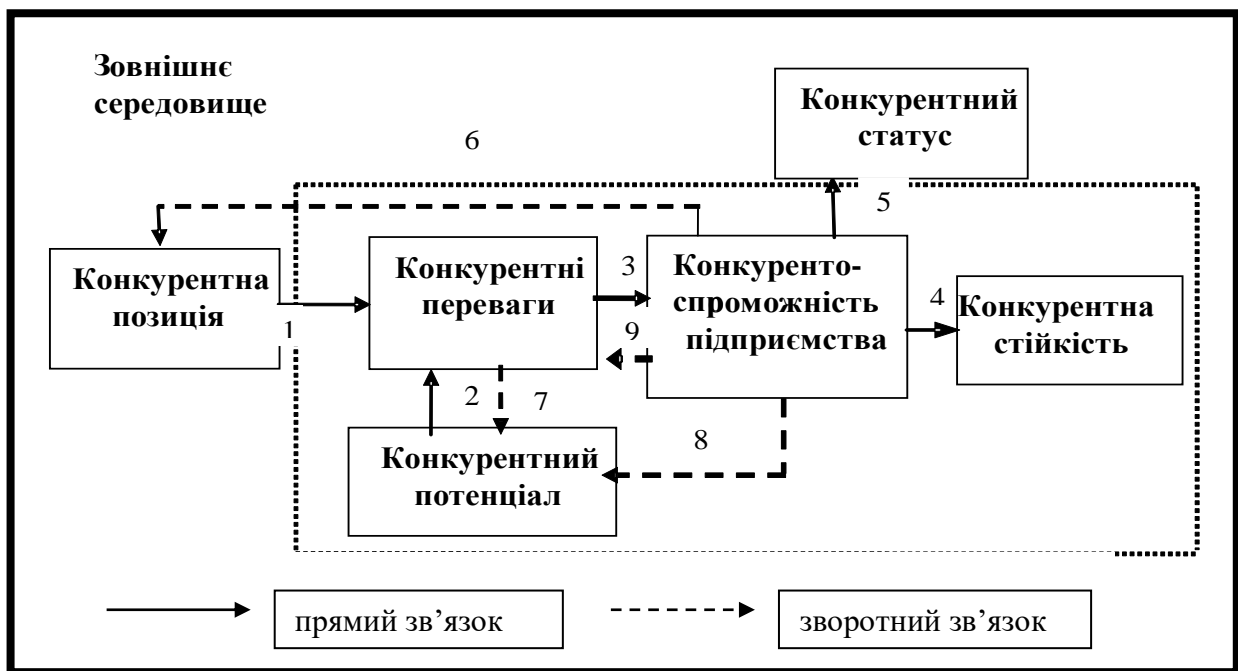 Зовнішнє
середовище
Конкурентний
статус
6
5
Конкурентна
позиція
1
Конкурентні
переваги
3
9
Конкуренто-
спроможність
підприємства
4
Конкурентна
стійкість
2
7
8
Конкурентний
потенціал
прямий зв’язок
зворотний зв’язок